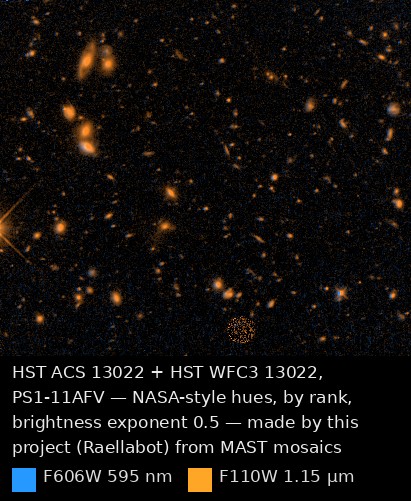 HST ACS 13022 + HST WFC3 13022,
PS1-11AFV — NASA-style hues, by rank,
brightness exponent 0.5 — made by this
project (Raellabot) from MAST mosaics
F606W 595 nm F110W 1.15 µm